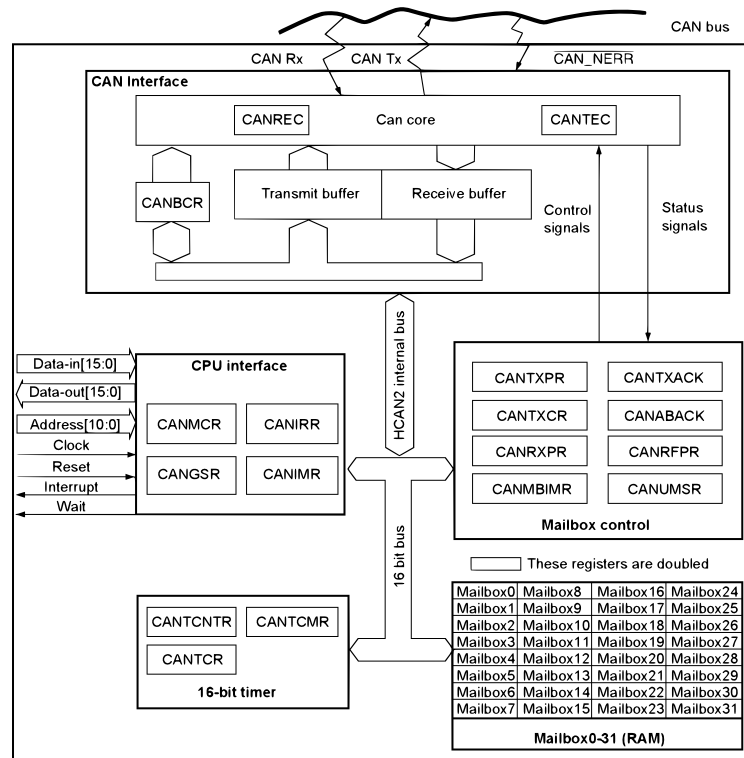 CAN bus
CAN Rx
CAN Tx
CAN_NERR
CAN Interface
CANREC
Can core
CANTEC
CANBCR
Transmit buffer
Receive buffer
Control
signals
Status
signals
HCAN2 internal bus
Data-in[15:0]
Data-out[15:0]
Address[10:0]
Clock
Reset
Interrupt
Wait
CPU interface
CANMCR
CANIRR
CANGSR
CANIMR
CANTXPR
CANTXACK
CANTXCR
CANABACK
CANRXPR
CANRFPR
CANMBIMR
CANUMSR
Mailbox control
16 bit bus
These registers are doubled
CANTCNTR
CANTCMR
CANTCR
16-bit timer
Mailbox0 Mailbox8 Mailbox16 Mailbox24
Mailbox1 Mailbox9 Mailbox17 Mailbox25
Mailbox2 Mailbox10 Mailbox18 Mailbox26
Mailbox3 Mailbox11 Mailbox19 Mailbox27
Mailbox4 Mailbox12 Mailbox20 Mailbox28
Mailbox5 Mailbox13 Mailbox21 Mailbox29
Mailbox6 Mailbox14 Mailbox22 Mailbox30
Mailbox7 Mailbox15 Mailbox23 Mailbox31
Mailbox0-31 (RAM)